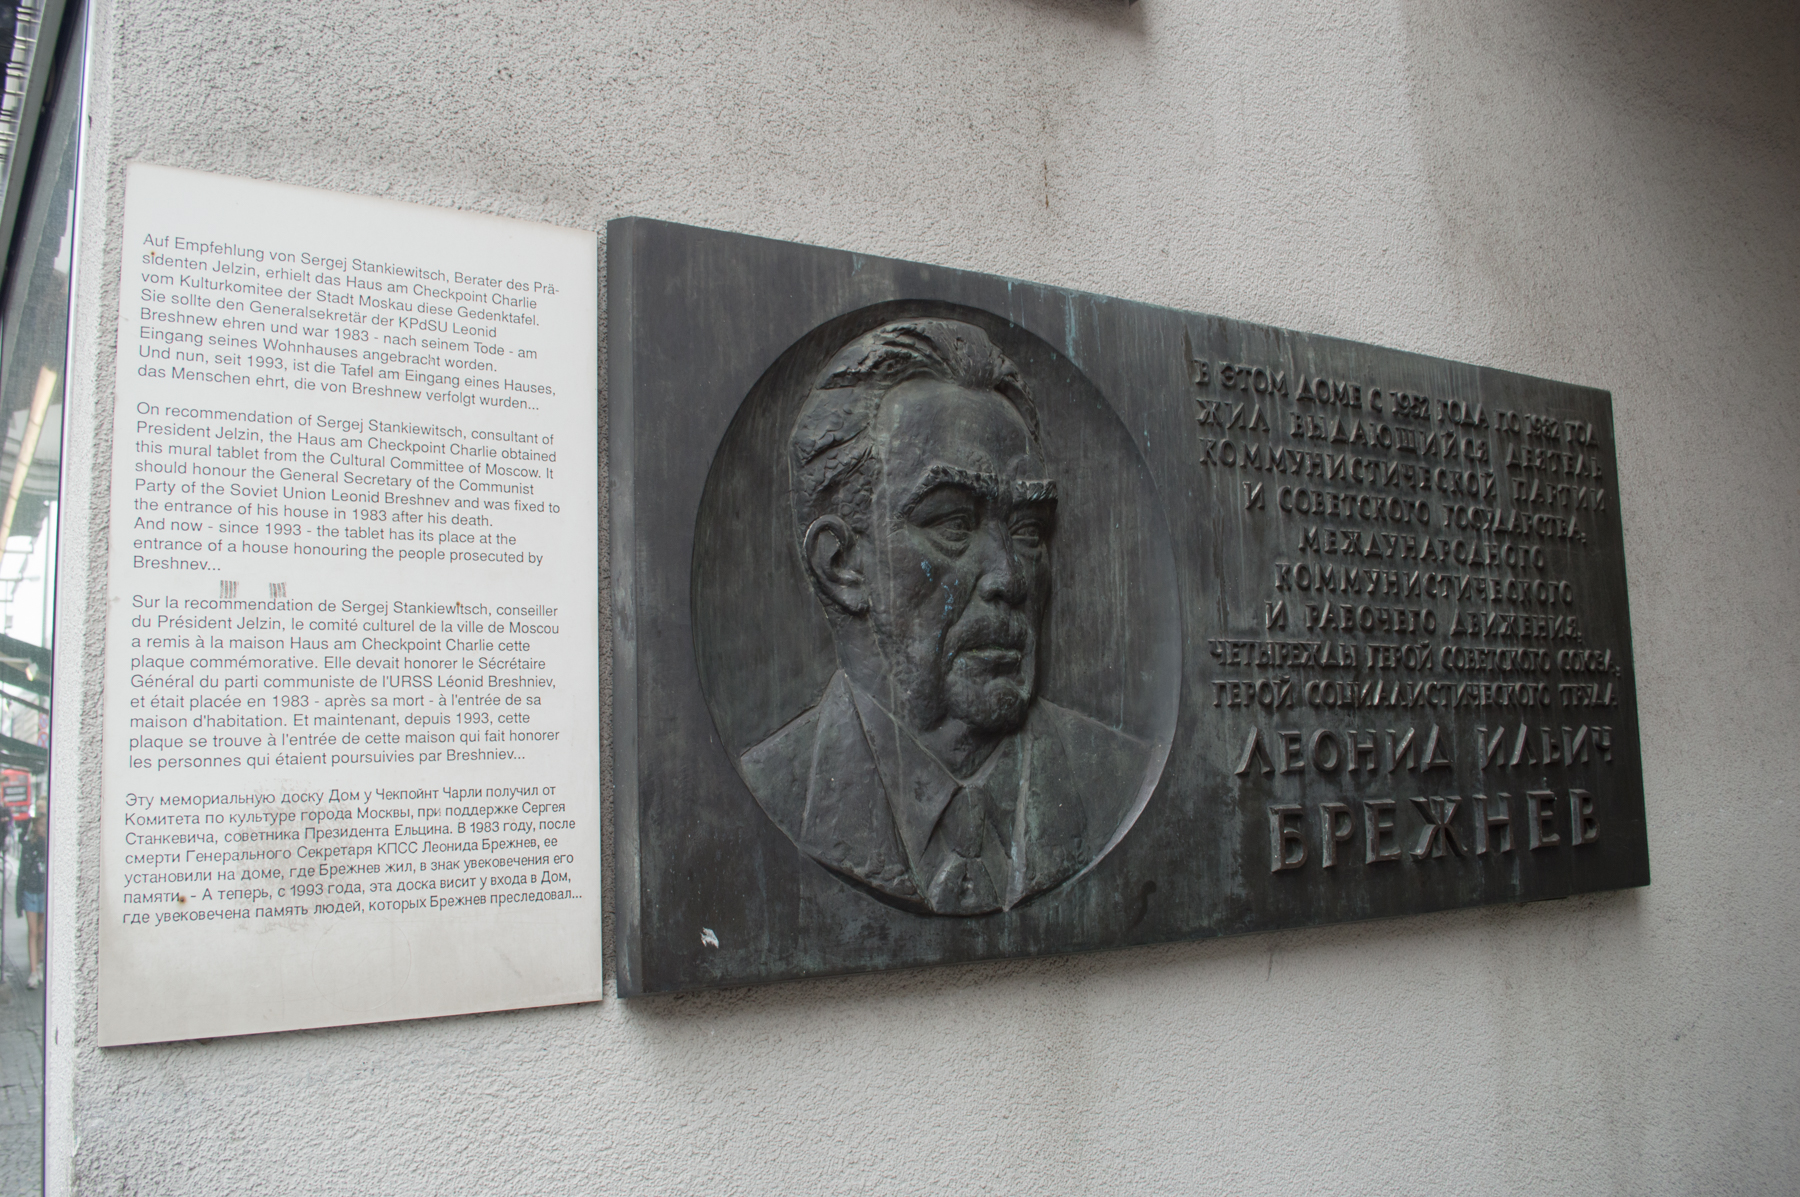 Auf Empfehlung von Sergej Stankiewitsch, Berater des Prä-
sidenten Jelzin, erhielt das Haus am Checkpoint Charlie
vom Kulturkomitee der Stadt Moskau diese Gedenktafel.
Sie sollte den Generalsekretär der KPdSU Leonid
Breshnew ehren und war 1983 - nach seinem Tode - am
Eingang seines Wohnhauses angebracht worden.
Und nun, seit 1993, ist die Tafel am Eingang eines Hauses,
das Menschen ehrt, die von Breshnew verfolgt wurden...
On recommendation of Sergej Stankiewitsch, consultant of
President Jelzin, the Haus am Checkpoint Charlie obtained
this mural tablet from the Cultural Committee of Moscow. It
should honour the General Secretary of the Communist
Party of the Soviet Union Leonid Breshnev and was fixed to
the entrance of his house in 1983 after his death.
And now - since 1993 - the tablet has its place at the
entrance of a house honouring the people prosecuted by
Breshnev...
Sur la recommendation de Sergej Stankiewitsch, conseiller
du Président Jelzin, le comité culturel de la ville de Moscou
a remis à la maison Haus am Checkpoint Charlie cette
plaque commémorative. Elle devait honorer le Sécrétaire
Général du parti communiste de l'URSS Léonid Breshniev,
et était placée en 1983 - après sa mort - à l'entrée de sa
maison d'habitation. Et maintenant, depuis 1993, cette
plaque se trouve à l'entrée de cette maison qui fait honorer
les personnes qui étaient poursuivies par Breshniev...
Эту мемориальную доску Дом у Чекпойнт Чарли получил от
Комитета по культуре города Москвы, при поддержке Сергея
Станкевича, советника Президента Ельцина. В 1983 году, после
смерти Генерального Секретаря КПСС Леонида Брежнев, ее
установили на доме, где Брежнев жил, в знак увековечения его
памяти. - А теперь, с 1993 года, эта доска висит у входа в Дом,
где увековечена память людей, которых Брежнев преследовал...
В ЭТОМ ДОМЕ С 1952 ГОДА ПО 1982 ГОД
ЖИЛ ВЫДАЮЩИЙСЯ ДЕЯТЕЛЬ
КОММУНИСТИЧЕСКОЙ ПАРТИИ
И СОВЕТСКОГО ГОСУДАРСТВА,
МЕЖДУНАРОДНОГО
КОММУНИСТИЧЕСКОГО
И РАБОЧЕГО ДВИЖЕНИЯ,
ЧЕТЫРЕЖДЫ ГЕРОЙ СОВЕТСКОГО СОЮЗА,
ГЕРОЙ СОЦИАЛИСТИЧЕСКОГО ТРУДА
ЛЕОНИД ИЛЬИЧ
БРЕЖНЕВ